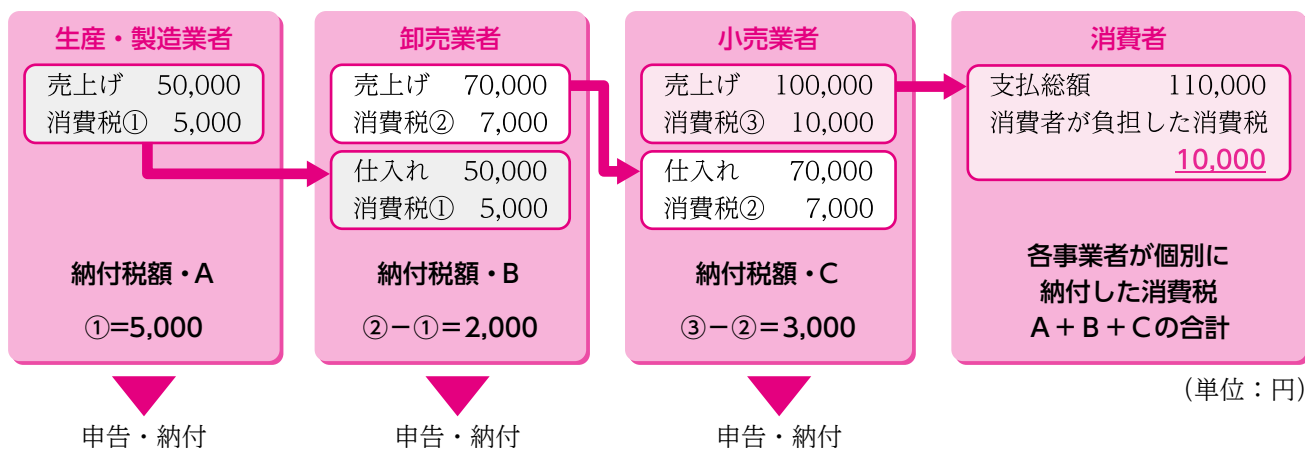 生産・製造業者
売上げ 50,000
消費税① 5,000
納付税額・A
①=5,000
申告・納付
卸売業者
売上げ 70,000
消費税② 7,000
仕入れ 50,000
消費税① 5,000
納付税額・B
②-①=2,000
申告・納付
小売業者
売上げ 100,000
消費税③ 10,000
仕入れ 70,000
消費税② 7,000
納付税額・C
③-②=3,000
申告・納付
消費者
支払総額 110,000
消費者が負担した消費税
10,000
各事業者が個別に
納付した消費税
A+B+Cの合計
(単位:円)